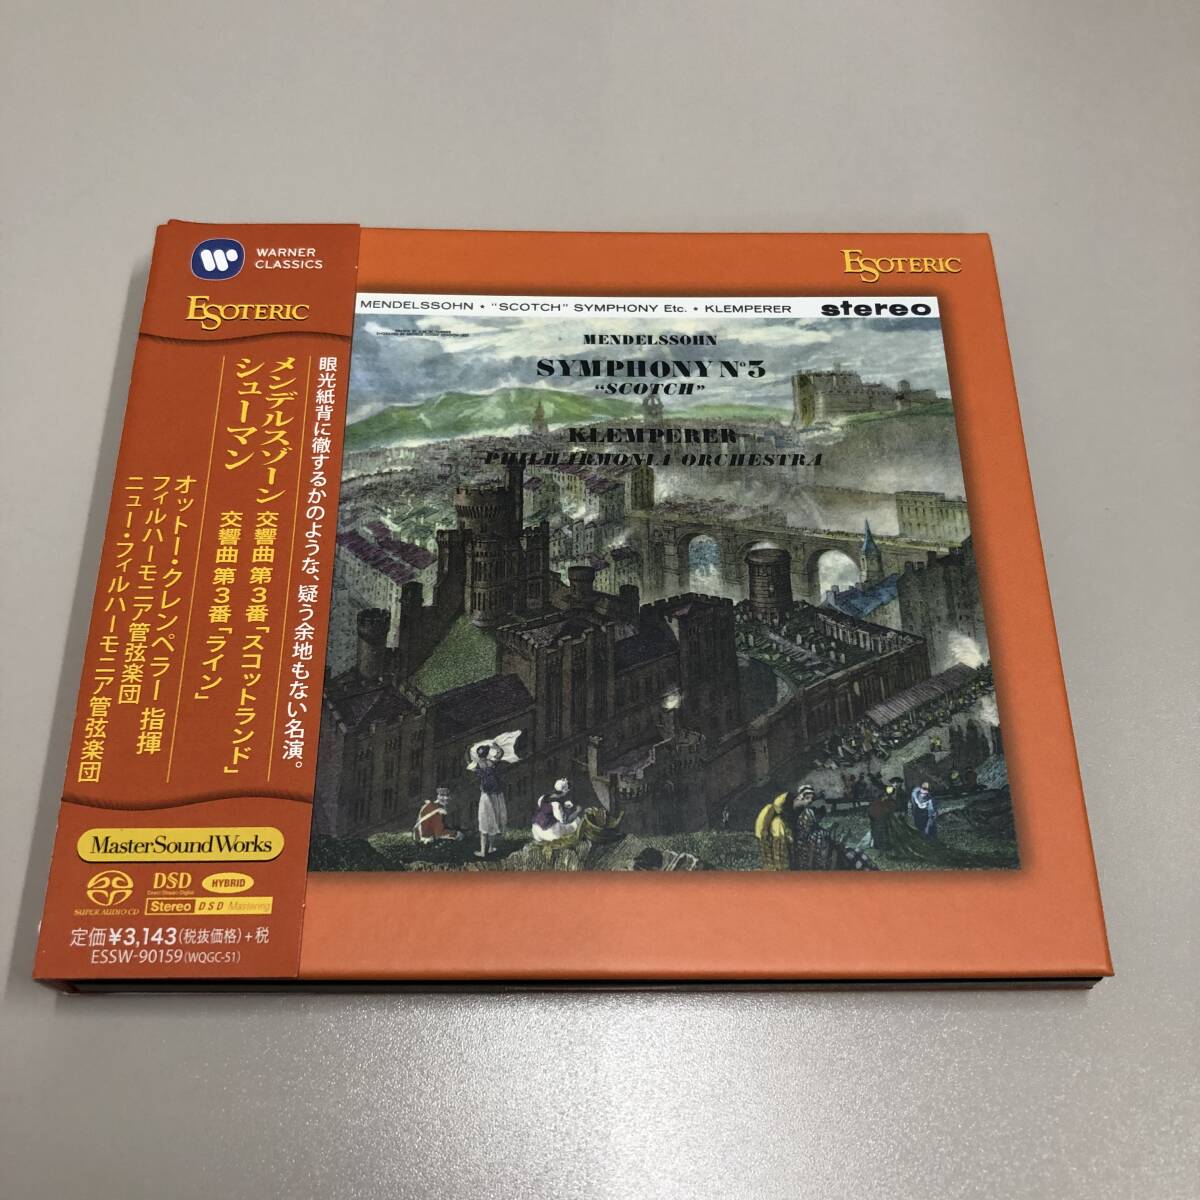 WARNER
CLASSICS
ESOTERIC
眼光紙背に徹するかのような、疑う余地もない名演。
メンデルスゾーン 交響曲 第3番「スコットランド」
シューマン 交響曲 第3番「ライン」
オットー・クレンペラー 指揮
フィルハーモニア管弦楽団
ニュー・フィルハーモニア管弦楽団
MasterSoundWorks
SUPER AUDIO CD
DSD
Direct Stream Digital
HYBRID
Stereo DSD Mastering
定価¥3,143(税抜価格)+税
ESSW-90159(WQGC-51)
ESOTERIC
MENDELSSOHN • "SCOTCH" SYMPHONY Etc. • KLEMPERER stereo
MENDELSSOHN
SYMPHONY Nº3
"SCOTCH"
KLEMPERER
PHILHARMONIA ORCHESTRA